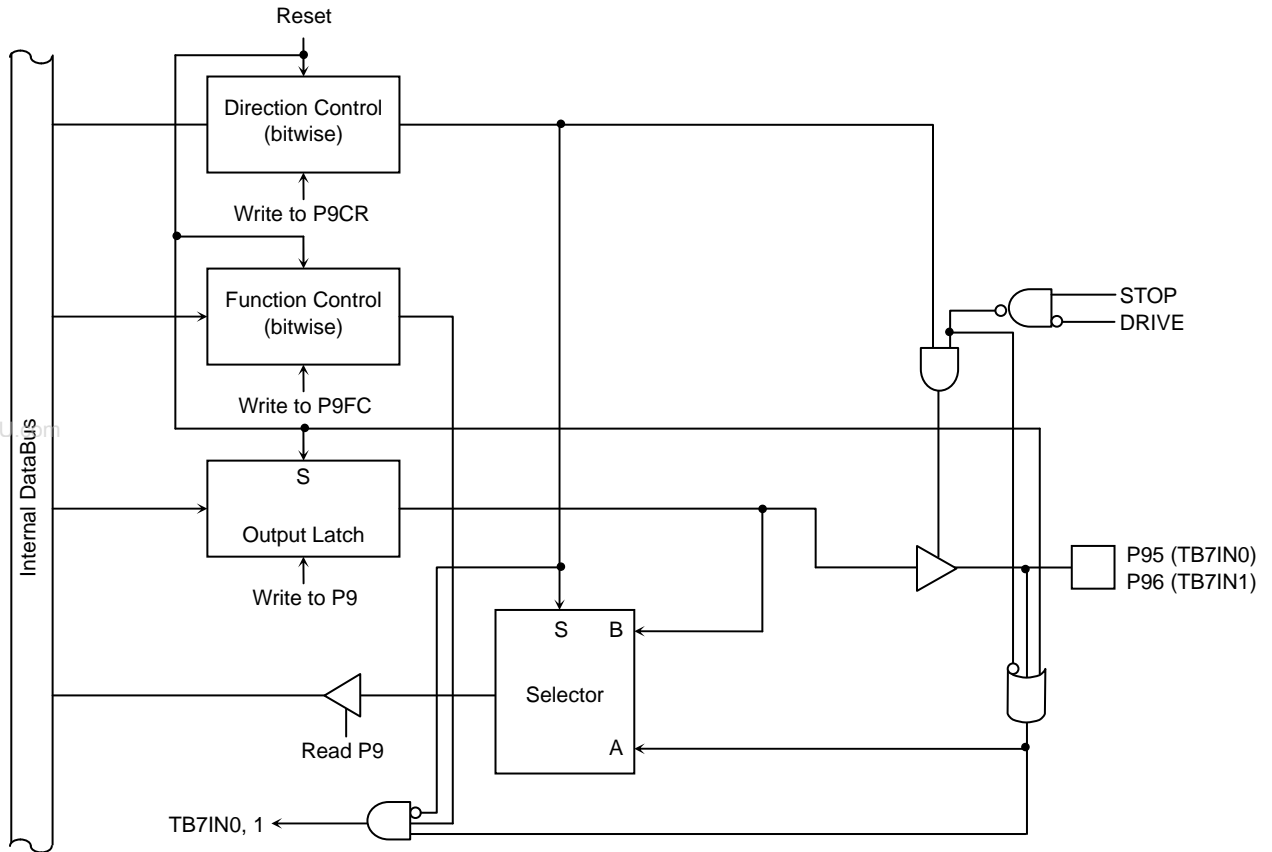 Reset
Direction Control
(bitwise)
Write to P9CR
Function Control
(bitwise)
STOP
DRIVE
Write to P9FC
U.com
Internal DataBus
S
Output Latch
Write to P9
P95 (TB7IN0)
P96 (TB7IN1)
S
B
Selector
A
Read P9
TB7IN0, 1